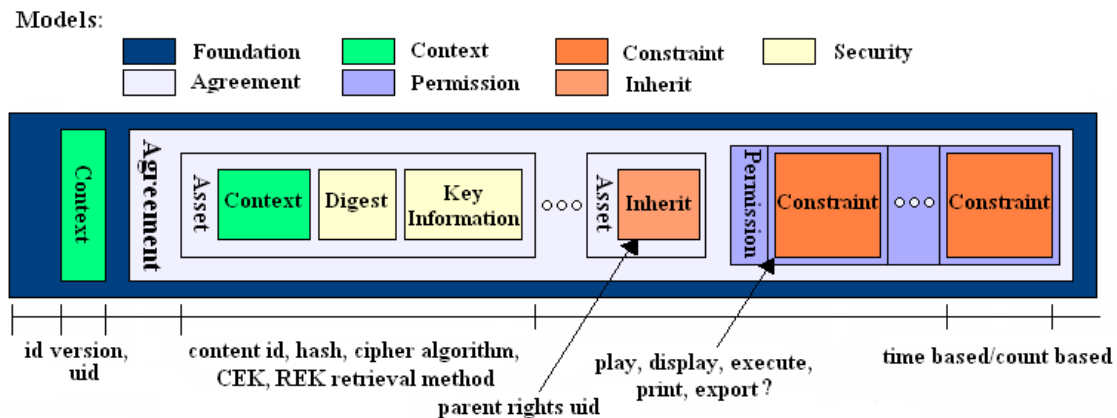 Models:
Foundation Context Constraint Security
Agreement Permission Inherit
Context
Agreement
Asset
Context
Digest
Key
Information
Asset
Inherit
Permission
Constraint
Constraint
id version,
uid
content id, hash, cipher algorithm,
CEK, REK retrieval method
parent rights uid
play, display, execute,
print, export?
time based/count based